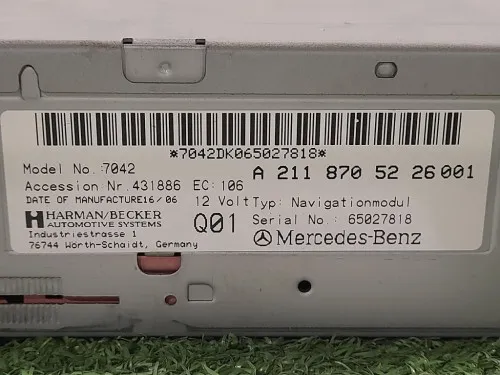 *7042DK065027818*
Model No. 7042
A 211 870 52 26 001
Accession Nr. 431886 EC: 106
DATE OF MANUFACTURE16/06
12 Volt Typ: Navigationmodul
HARMAN/BECKER
AUTOMOTIVE SYSTEMS
Q01
Serial No.: 65027818
Industriestrasse 1
76744 Wörth-Schaidt, Germany
Mercedes-Benz